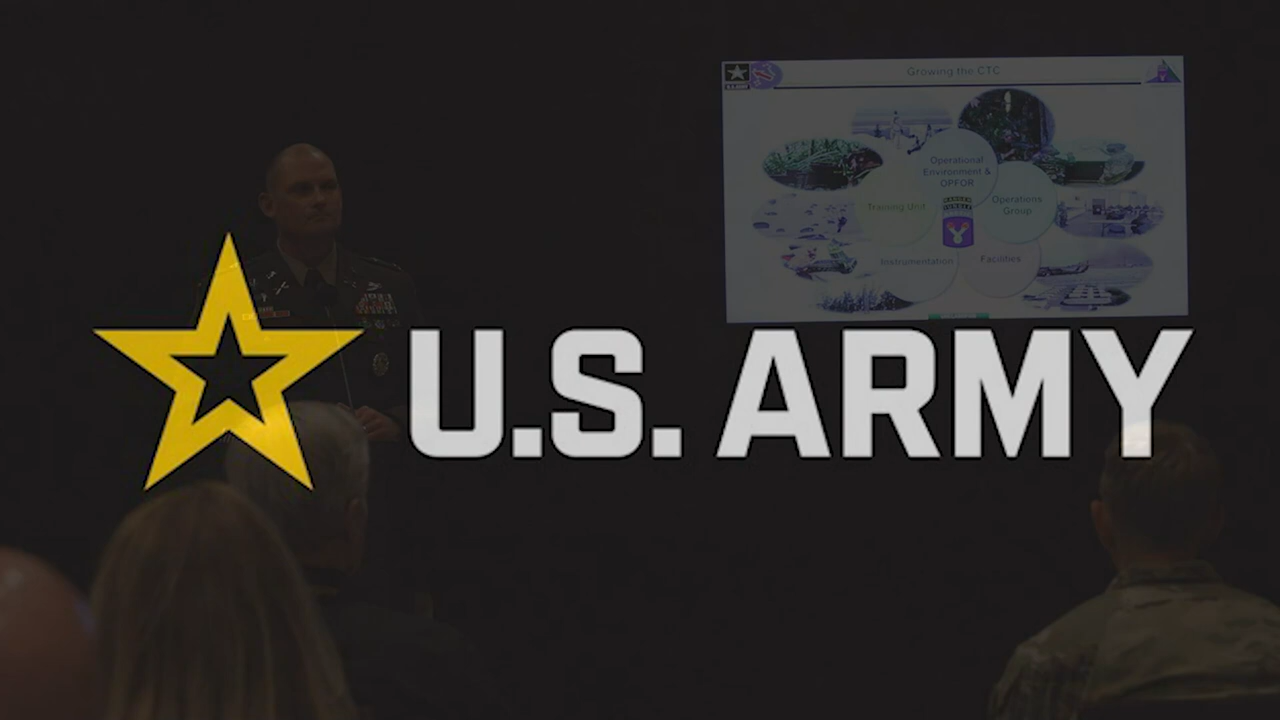 Growing the CTC
Operational
Environment &
OPFOR
Training Unit
Operations
Group
Instrumentation
Facilities
U.S. ARMY